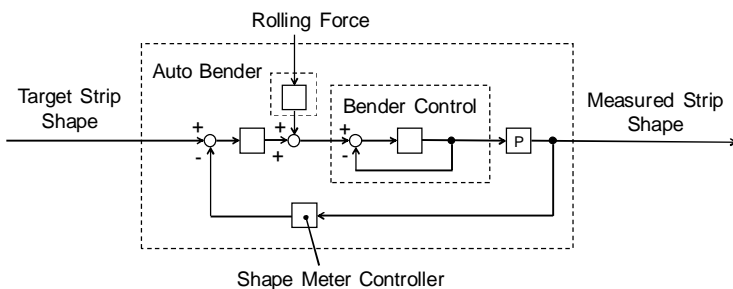 Rolling Force
Auto Bender
Target Strip
Shape
Bender Control
Measured Strip
Shape
+
-
+
+
+
-
P
Shape Meter Controller